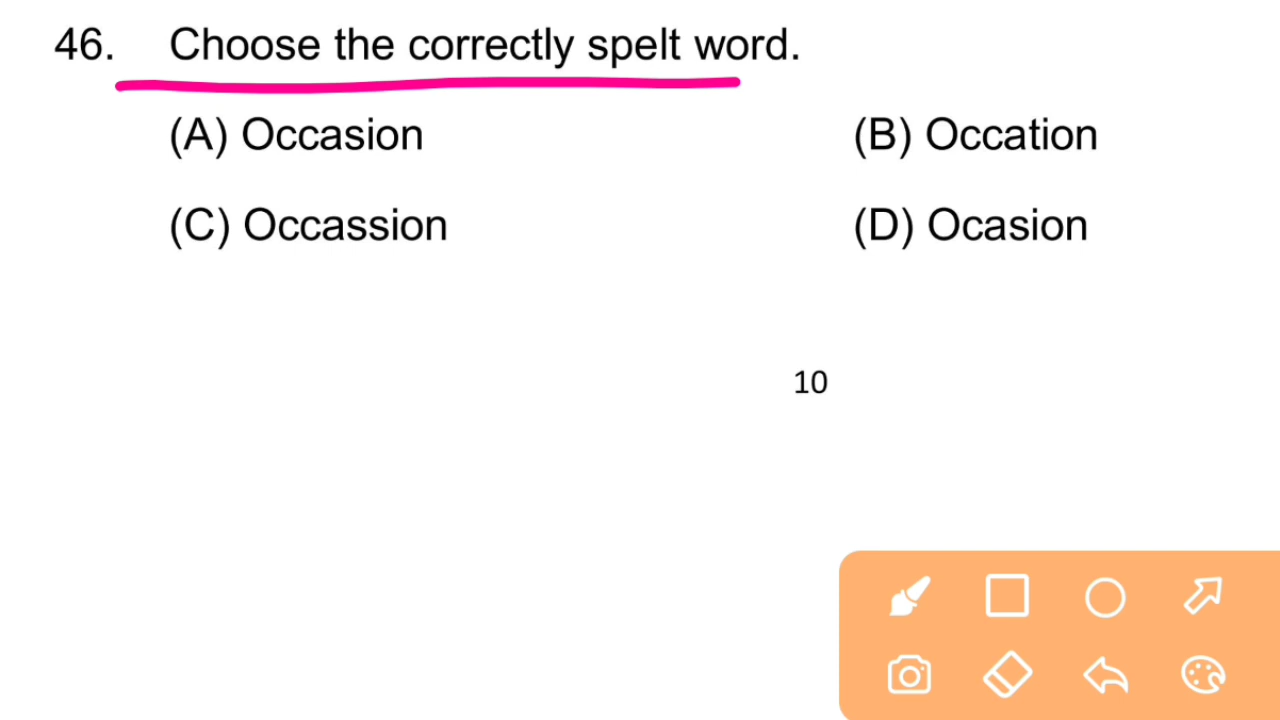 46. Choose the correctly spelt word.
(A) Occasion (B) Occation
(C) Occassion (D) Ocasion
10